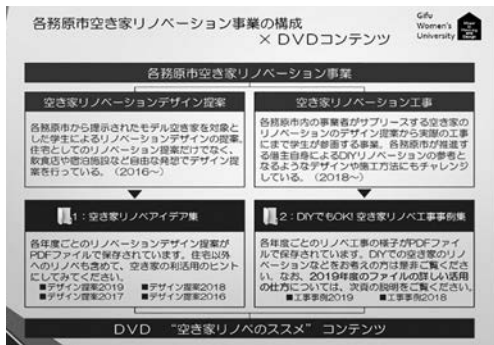 各務原市空き家リノベーション事業の構成
× DVDコンテンツ
Gifu
Women's
University
各務原市空き家リノベーション事業
空き家リノベーションデザイン提案
各務原市から提示されたモデル空き家を対象と
した学生によるリノベーションデザインの提案。
住宅としてのリノベーション提案だけでなく、
飲食店や宿泊施設など自由な発想でデザイン提
案を行っている。（2016～）
空き家リノベーション工事
各務原市内の事業者がサブリースする空き家の
リノベーションのデザイン提案から実際の工事
にまで学生が参画する事業。各務原市が推進す
る借主自身によるDIYリノベーションの参考と
なるようなデザインや施工方法にもチャレンジ
している。（2018～）
1：空き家リノベアイデア集
各年度ごとのリノベーションデザイン提案が
PDFファイルで保存されています。住宅以外
へのリノベも含めて、空き家の利活用のヒント
にしてみてください。
■デザイン提案2019 ■デザイン提案2018
■デザイン提案2017 ■デザイン提案2016
2：DIYでもOK! 空き家リノベ工事事例集
各年度ごとのリノベ工事の様子がPDFファイ
ルで保存されています。DIYでの空き家のリノ
ベーションなどをお考えの方は是非ご覧くださ
い。なお、2019年度のファイルの詳しい活用
の仕方については、次頁の説明をご覧ください。
■工事事例2019 ■工事事例2018
DVD “空き家リノベのススメ” コンテンツ